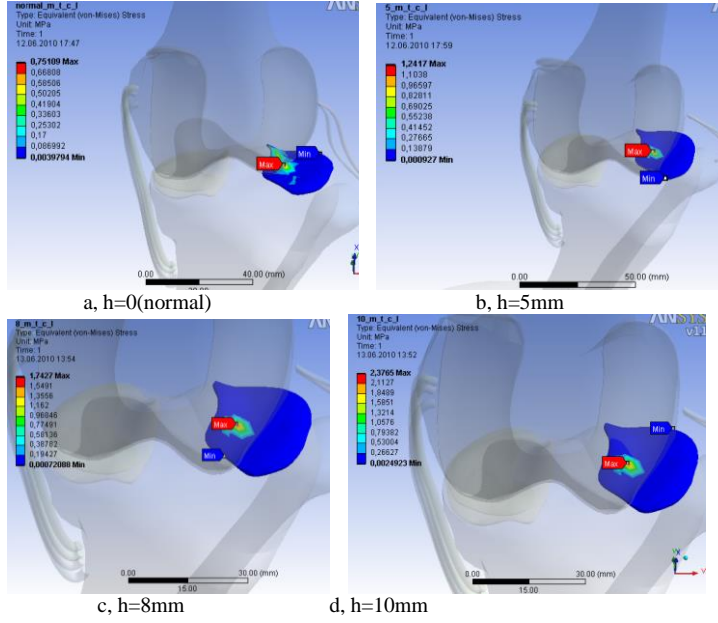 normal_m_t_c_l
Type: Equivalent (von-Mises) Stress
Unit: MPa
Time: 1
12.06.2010 17:47
0,75109 Max
0,66808
0,58506
0,50205
0,41904
0,33603
0,25302
0,17
0,086992
0,0039794 Min
Min
Max
0.00
40.00 (mm)
a, h=0(normal)
5_m_t_c_l
Type: Equivalent (von-Mises) Stress
Unit: MPa
Time: 1
12.06.2010 17:59
1,2417 Max
1,1038
0,96597
0,82811
0,69025
0,55238
0,41452
0,27665
0,13879
0,000927 Min
Max
Min
0.00
50.00 (mm)
b, h=5mm
8_m_t_c_l
Type: Equivalent (von-Mises) Stress
Unit: MPa
Time: 1
13.06.2010 13:54
1,7427 Max
1,5491
1,3556
1,162
0,96846
0,77491
0,58136
0,38782
0,19427
0,00072088 Min
Max
Min
0.00
30.00 (mm)
15.00
c, h=8mm
10_m_t_c_l
Type: Equivalent (von-Mises) Stress
Unit: MPa
Time: 1
13.06.2010 13:52
v11
2,3765 Max
2,1127
1,8489
1,5851
1,3214
1,0576
0,79382
0,53004
0,26627
0,0024923 Min
Min
Max
0.00
30.00 (mm)
15.00
d, h=10mm